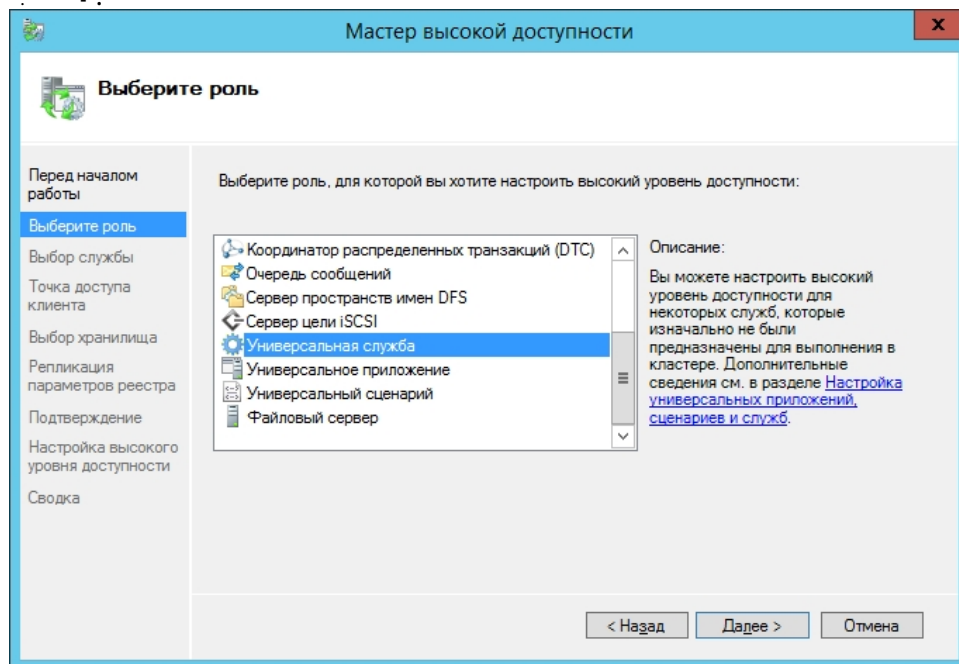 Мастер высокой доступности
x
Выберите роль
Перед началом
работы
Выберите роль
Выбор службы
Точка доступа
клиента
Выбор хранилища
Репликация
параметров реестра
Подтверждение
Настройка высокого
уровня доступности
Сводка
Выберите роль, для которой вы хотите настроить высокий уровень доступности:
Координатор распределенных транзакций (DTC)
Очередь сообщений
Сервер пространств имен DFS
Сервер цели iSCSI
Универсальная служба
Универсальное приложение
Универсальный сценарий
Файловый сервер
Описание:
Вы можете настроить высокий
уровень доступности для
некоторых служб, которые
изначально не были
предназначены для выполнения в
кластере. Дополнительные
сведения см. в разделе Настройка
универсальных приложений,
сценариев и служб.
< Назад
Далее >
Отмена